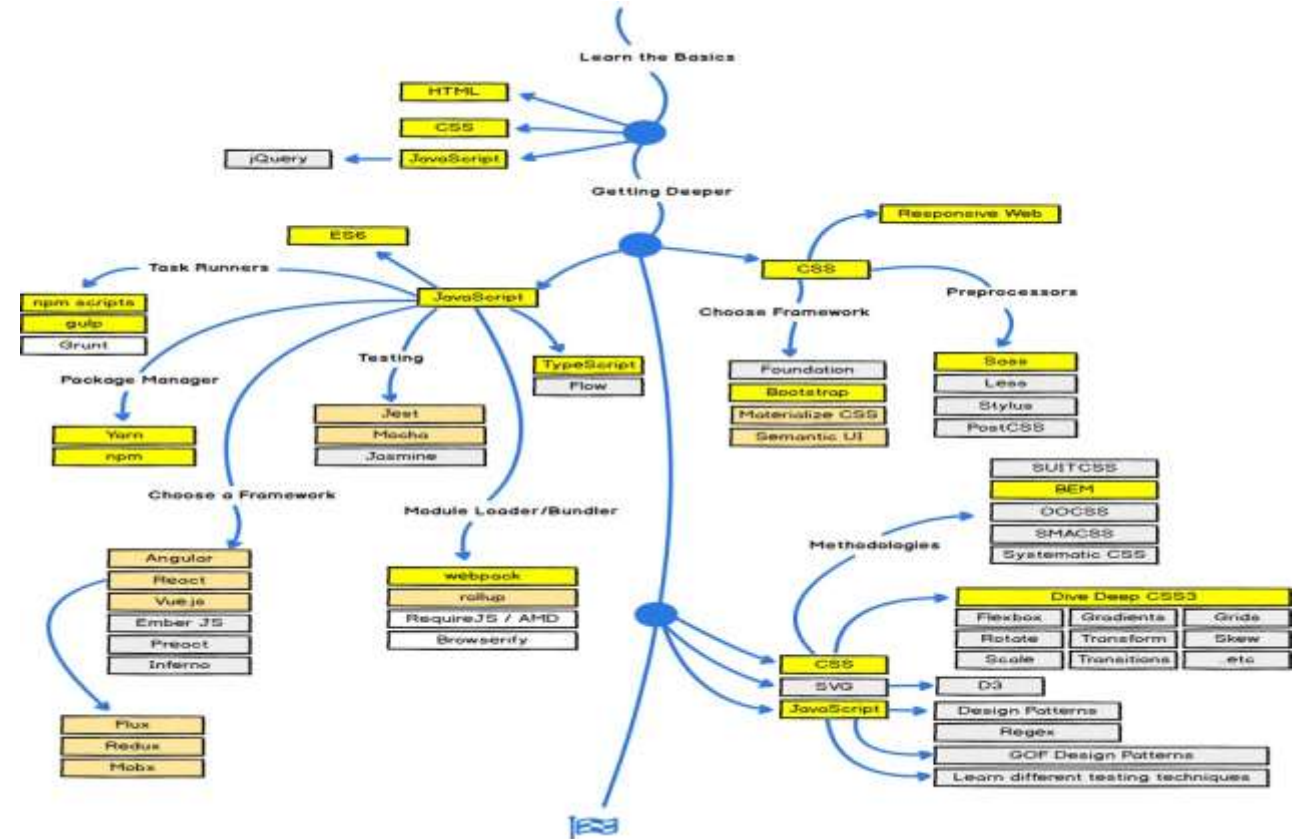 Learn the Basics
HTML
CSS
JavaScript
jQuery
Getting Deeper
Responsive Web
ES6
CSS
Task Runners
JavaScript
Preprocessors
npm scripts
gulp
Grunt
Choose Framework
Testing
TypeScript
Flow
Foundation
Bootstrap
Materialize CSS
Semantic UI
Sass
Less
Stylus
PostCSS
Package Manager
Yarn
npm
Jest
Mocha
Jasmine
Choose a Framework
Module Loader/Bundler
SUITCSS
BEM
OOCSS
SMACSS
Systematic CSS
Methodologies
Angular
React
Vue.js
Ember JS
Preact
Inferno
webpack
rollup
RequireJS / AMD
Browserify
Dive Deep CSS3
Flexbox Gradients Grids
Rotate Transform Skew
Scale Transitions ..etc
CSS
SVG
D3
JavaScript
Design Patterns
Regex
GOF Design Patterns
Learn different testing techniques
Flux
Redux
Mobx